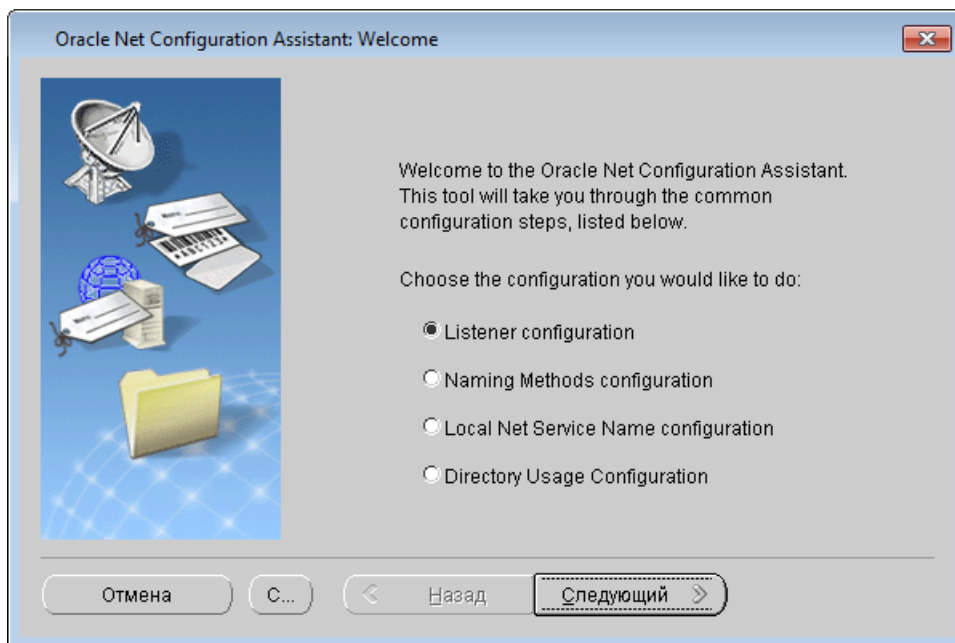 Oracle Net Configuration Assistant: Welcome
Welcome to the Oracle Net Configuration Assistant.
This tool will take you through the common
configuration steps, listed below.
Choose the configuration you would like to do:
Listener configuration
Naming Methods configuration
Local Net Service Name configuration
Directory Usage Configuration
Отмена
С...
Назад
Следующий